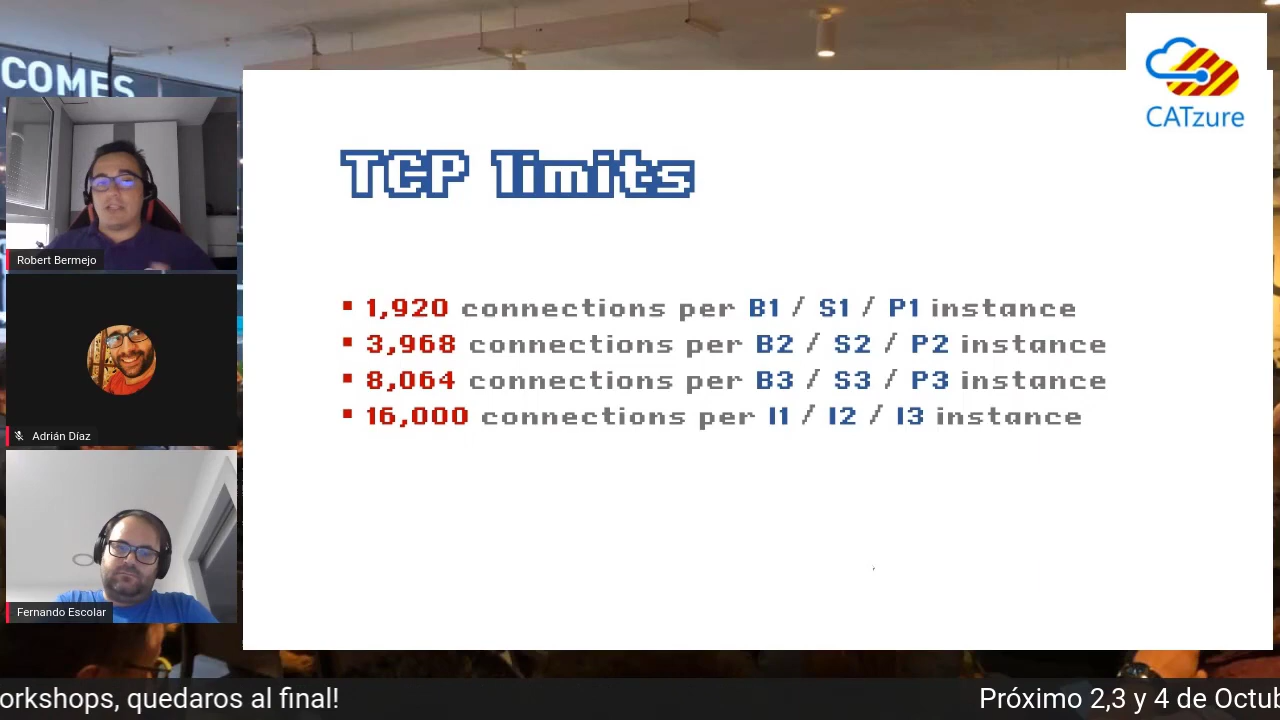 COMES
CATzure
TCP limits
▪ 1,920 connections per B1 / S1 / P1 instance
▪ 3,968 connections per B2 / S2 / P2 instance
▪ 8,064 connections per B3 / S3 / P3 instance
▪ 16,000 connections per I1 / I2 / I3 instance
Robert Bermejo
Adrián Díaz
Fernando Escolar
orkshops, quedaros al final!
Próximo 2,3 y 4 de Octub